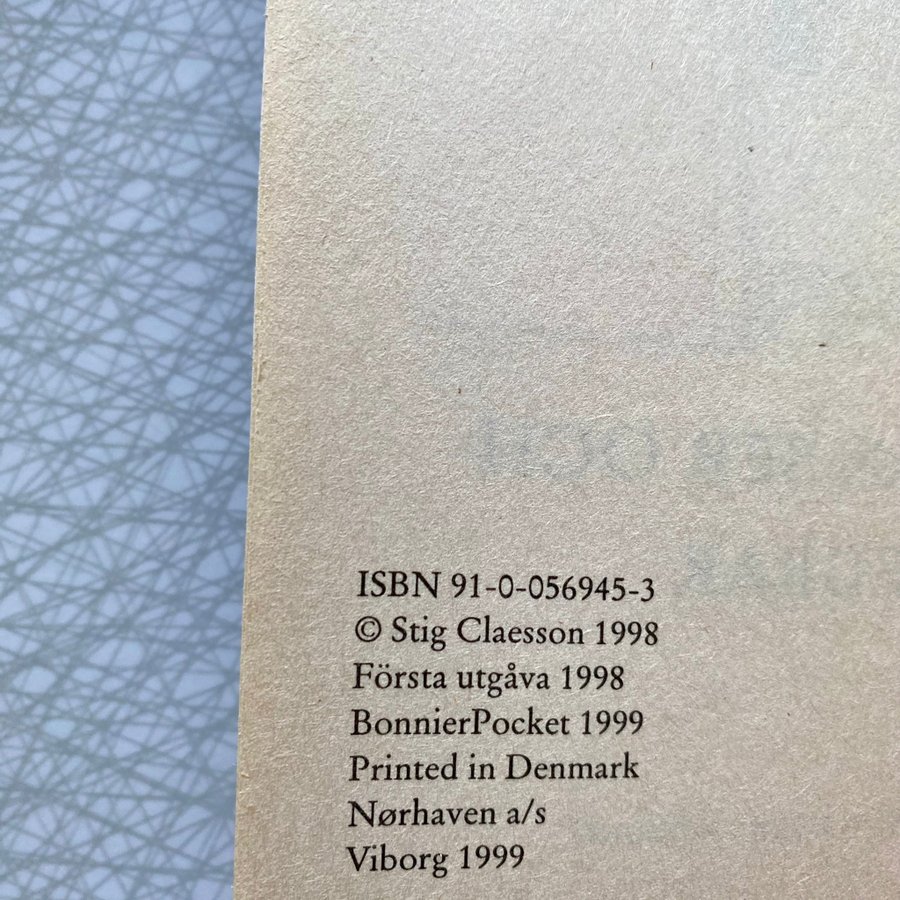 ISBN 91-0-056945-3
© Stig Claesson 1998
Första utgåva 1998
BonnierPocket 1999
Printed in Denmark
Nørhaven a/s
Viborg 1999